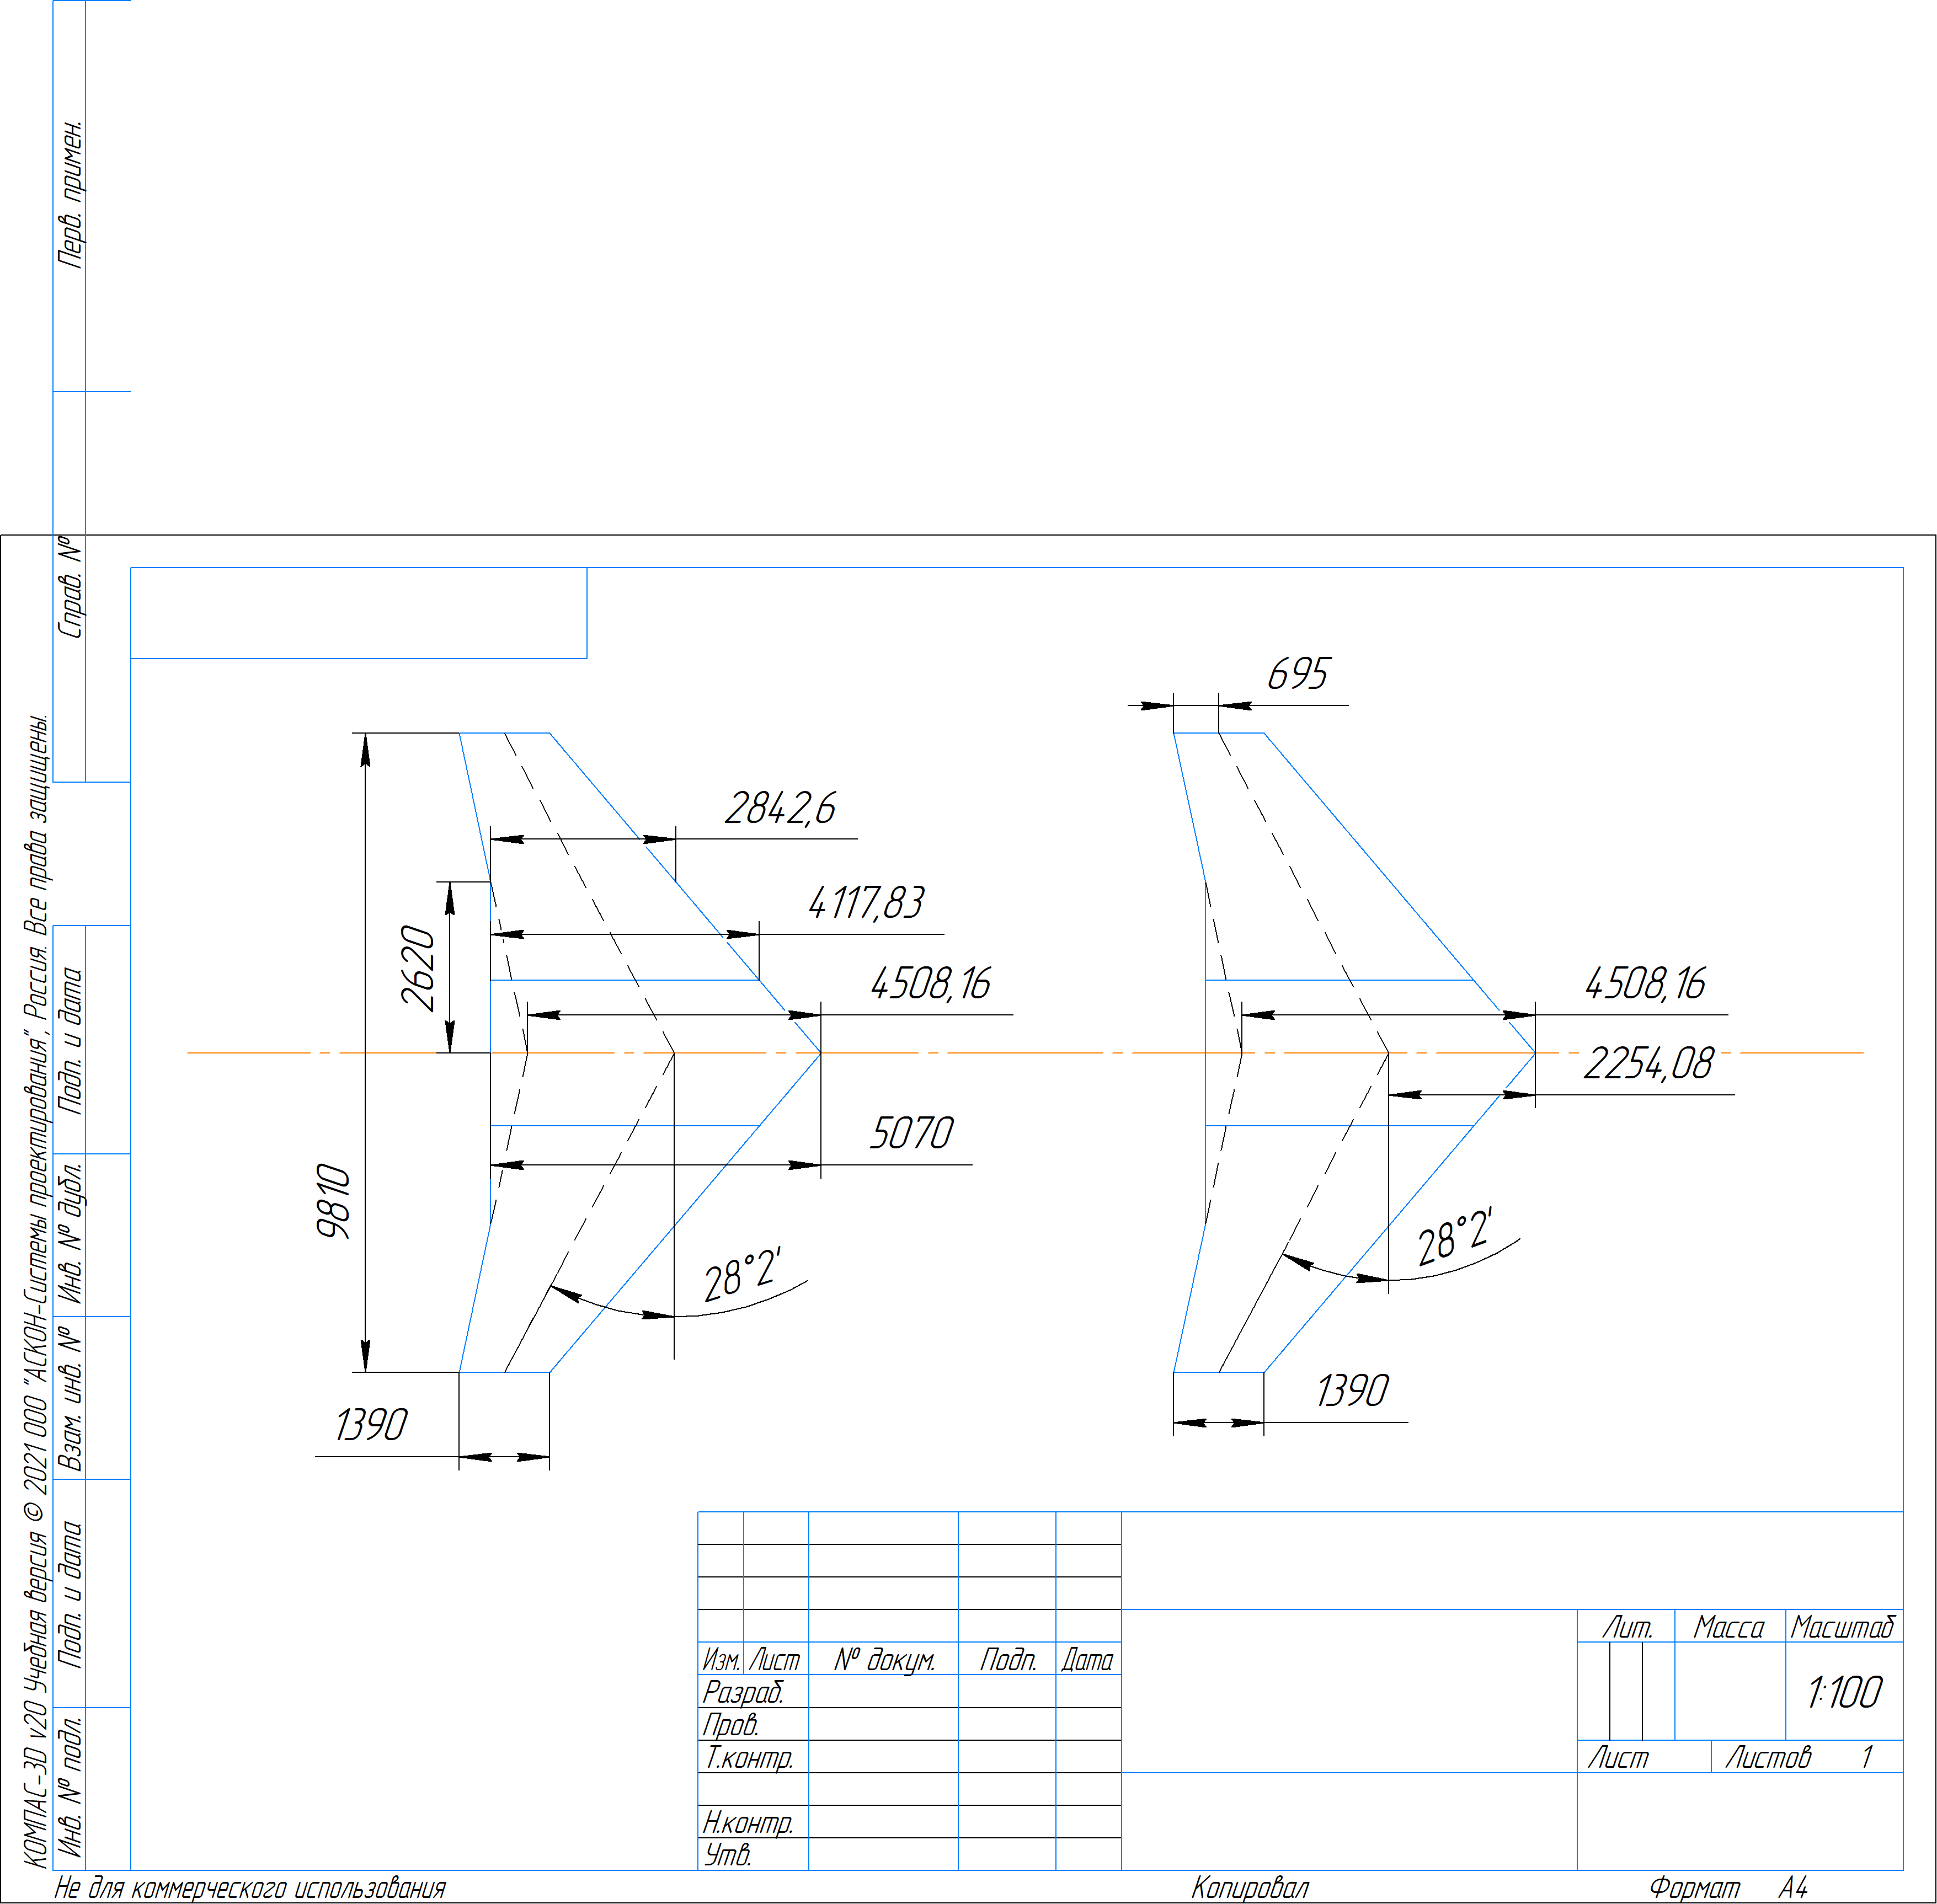 Перв. примен.
Справ. №
Подп. и дата
Инв. № дубл.
Взам. инв. №
Подп. и дата
Инв. № подл.
КОМПАС-3D v20 Учебная версия © 2021 ООО "АСКОН-Системы проектирования", Россия. Все права защищены.
9810
2620
2842,6
4117,83
4508,16
5070
28°2'
1390
695
4508,16
2254,08
28°2'
1390
Изм. Лист № докум. Подп. Дата
Разраб.
Пров.
Т.контр.
Н.контр.
Утв.
Лит. Масса Масштаб
1:100
Лист Листов 1
Не для коммерческого использования
Копировал
Формат A4